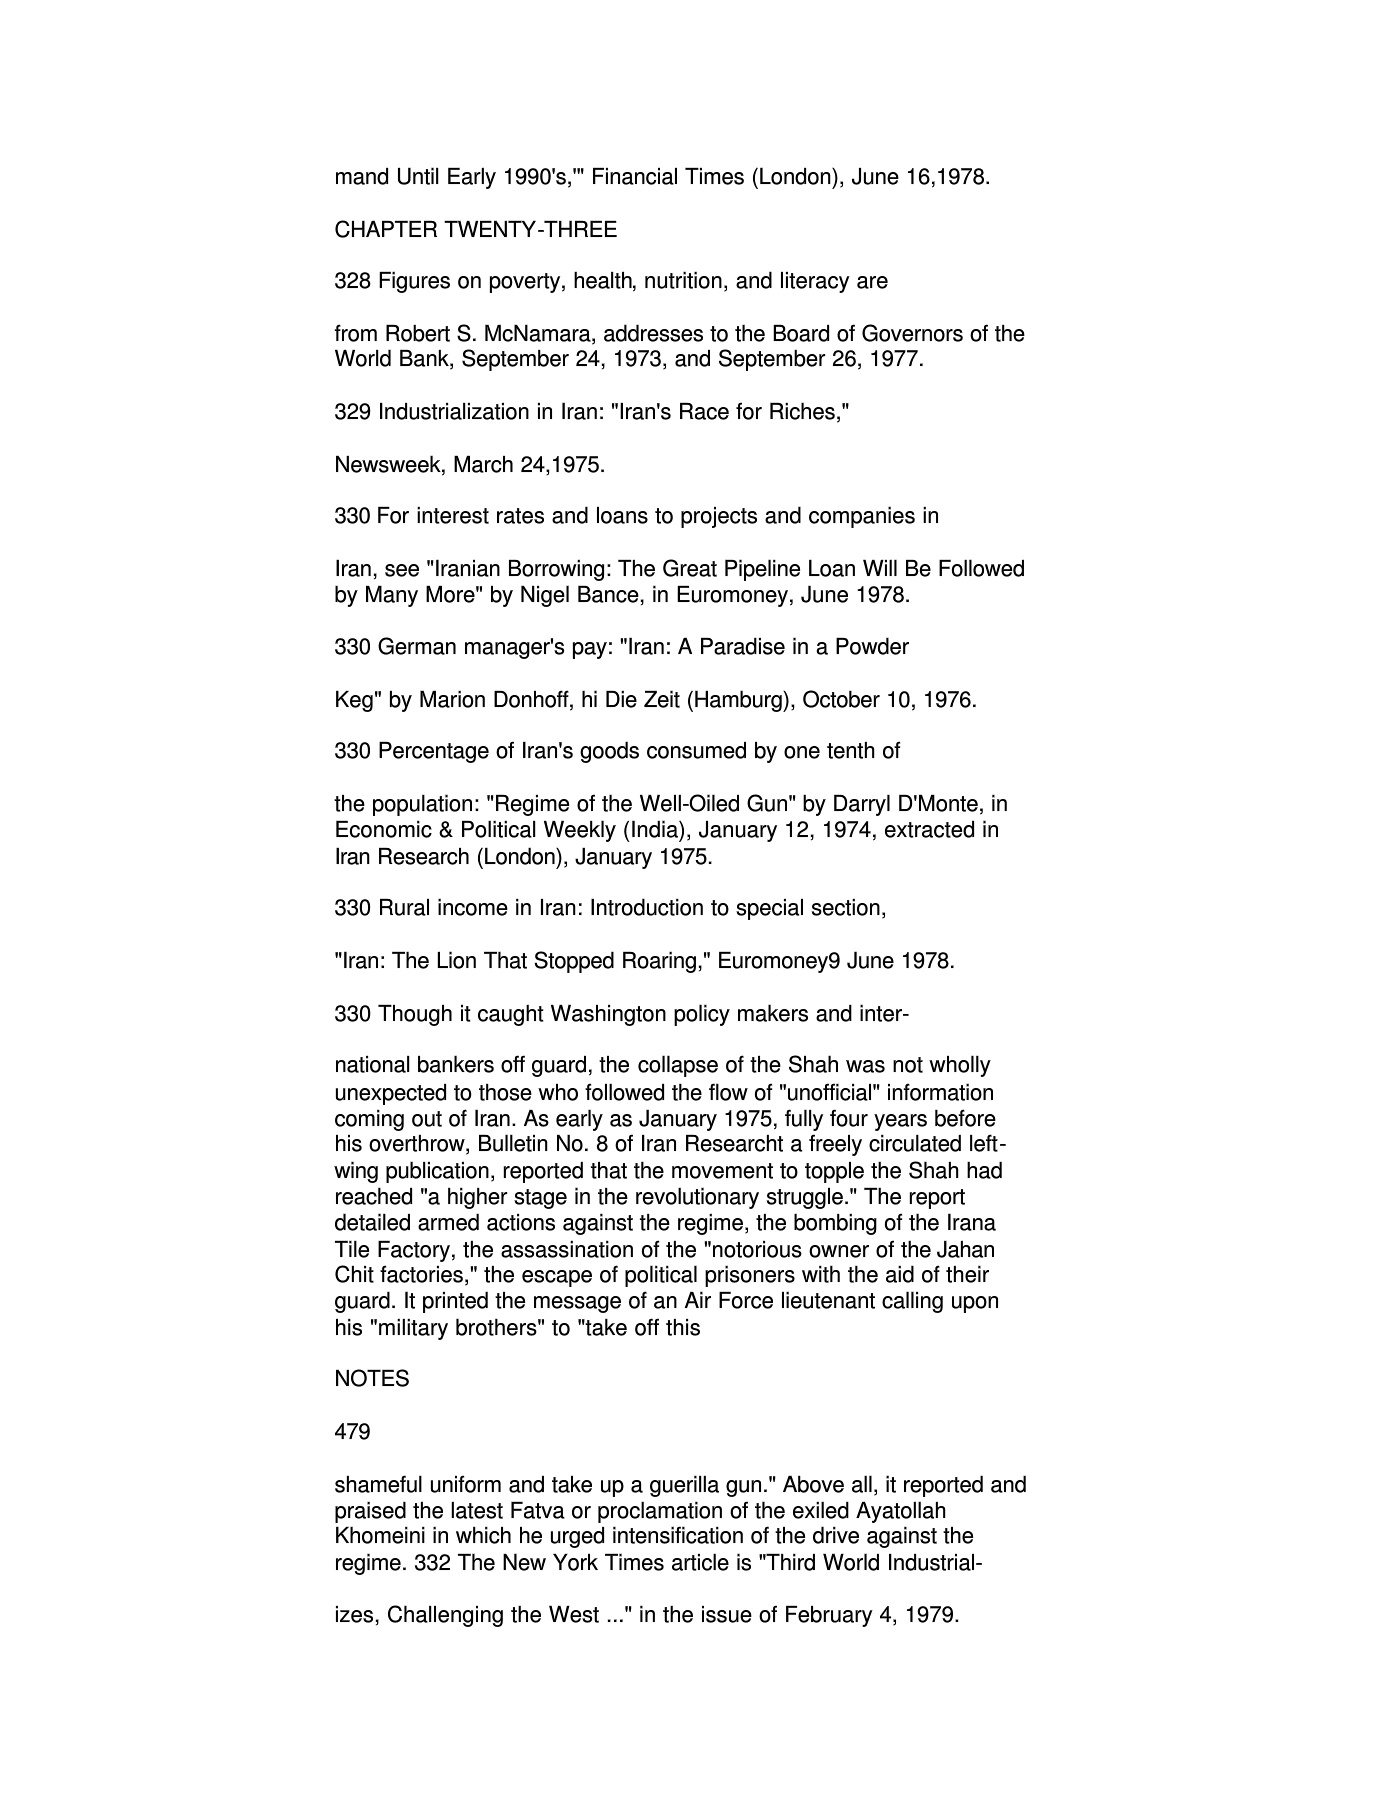 mand Until Early 1990's,'" Financial Times (London), June 16,1978.
CHAPTER TWENTY-THREE
328 Figures on poverty, health, nutrition, and literacy are
from Robert S. McNamara, addresses to the Board of Governors of the
World Bank, September 24, 1973, and September 26, 1977.
329 Industrialization in Iran: "Iran's Race for Riches,"
Newsweek, March 24,1975.
330 For interest rates and loans to projects and companies in
Iran, see "Iranian Borrowing: The Great Pipeline Loan Will Be Followed
by Many More" by Nigel Bance, in Euromoney, June 1978.
330 German manager's pay: "Iran: A Paradise in a Powder
Keg" by Marion Donhoff, hi Die Zeit (Hamburg), October 10, 1976.
330 Percentage of Iran's goods consumed by one tenth of
the population: "Regime of the Well-Oiled Gun" by Darryl D'Monte, in
Economic & Political Weekly (India), January 12, 1974, extracted in
Iran Research (London), January 1975.
330 Rural income in Iran: Introduction to special section,
"Iran: The Lion That Stopped Roaring," Euromoney9 June 1978.
330 Though it caught Washington policy makers and inter-
national bankers off guard, the collapse of the Shah was not wholly
unexpected to those who followed the flow of "unofficial" information
coming out of Iran. As early as January 1975, fully four years before
his overthrow, Bulletin No. 8 of Iran Researcht a freely circulated left-
wing publication, reported that the movement to topple the Shah had
reached "a higher stage in the revolutionary struggle." The report
detailed armed actions against the regime, the bombing of the Irana
Tile Factory, the assassination of the "notorious owner of the Jahan
Chit factories," the escape of political prisoners with the aid of their
guard. It printed the message of an Air Force lieutenant calling upon
his "military brothers" to "take off this
NOTES
479
shameful uniform and take up a guerilla gun." Above all, it reported and
praised the latest Fatva or proclamation of the exiled Ayatollah
Khomeini in which he urged intensification of the drive against the
regime. 332 The New York Times article is "Third World Industrial-
izes, Challenging the West ..." in the issue of February 4, 1979.